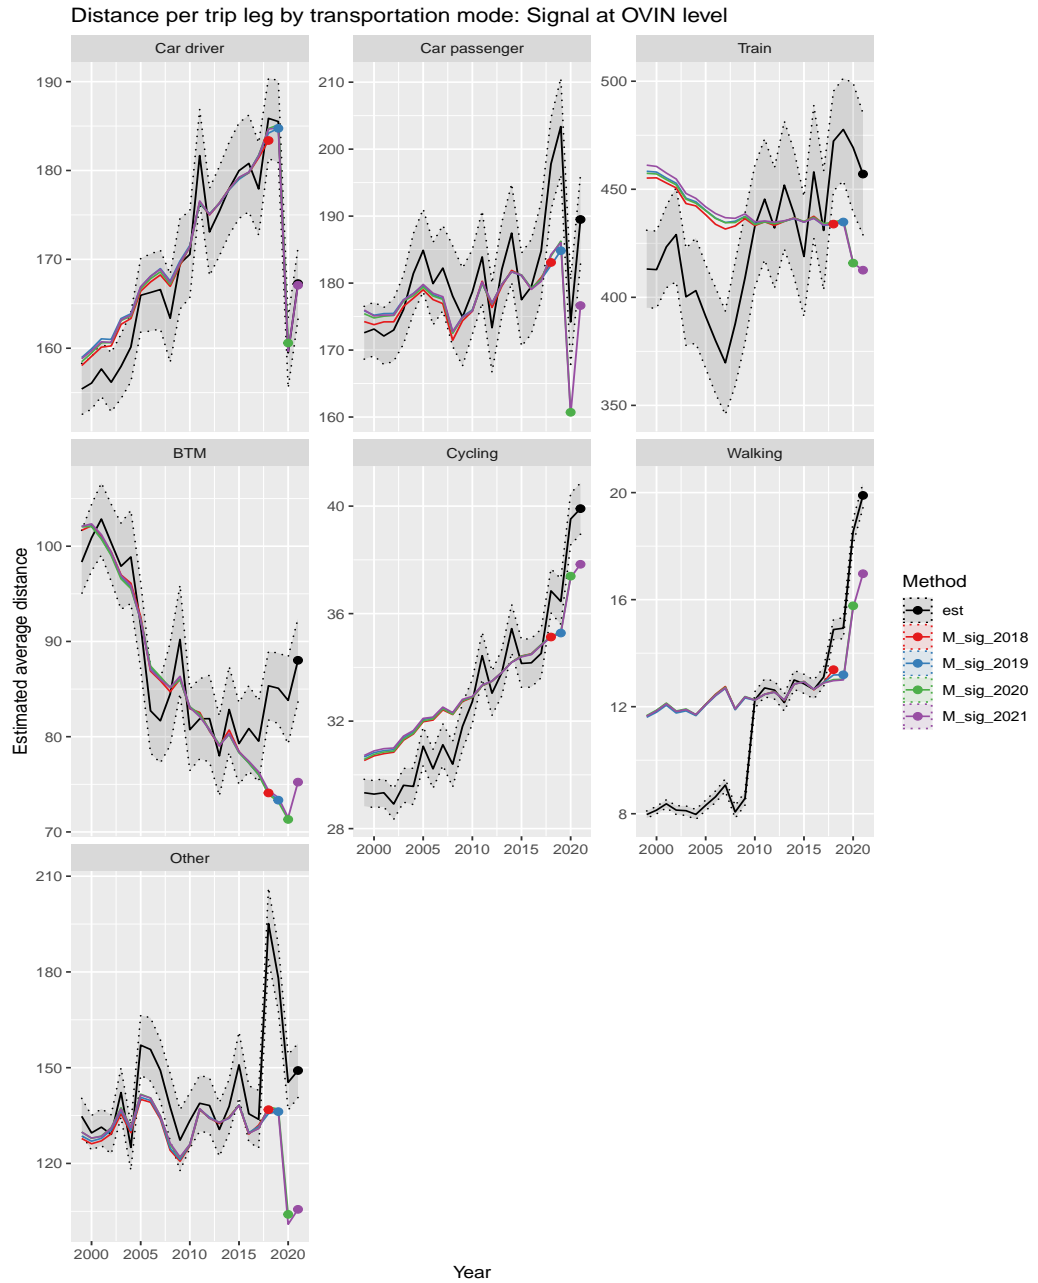 Distance per trip leg by transportation mode: Signal at OVIN level
Car driver
Car passenger
Train
190
180
170
160
210
200
190
180
170
160
500
450
400
350
BTM
Cycling
Walking
100
90
80
70
40
36
32
28
20
16
12
8
2000 2005 2010 2015 2020
2000 2005 2010 2015 2020
Other
210
180
150
120
2000 2005 2010 2015 2020
Year
Estimated average distance
Method
est
M_sig_2018
M_sig_2019
M_sig_2020
M_sig_2021